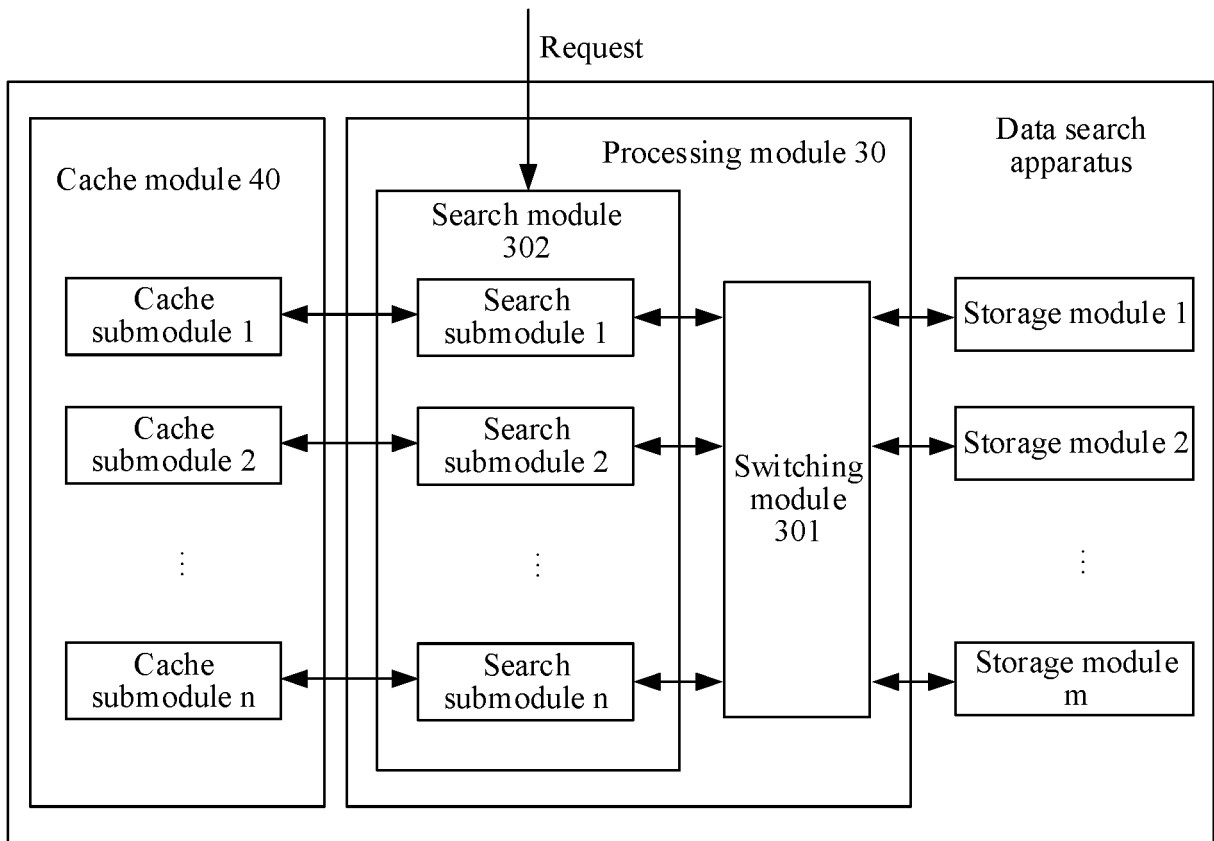 Request
Data search
apparatus
Processing module 30
Cache module 40
Search module
302
Cache
submodule 1
Search
submodule 1
Storage module 1
Cache
submodule 2
Search
submodule 2
Storage module 2
Switching
module
301
⋮
⋮
⋮
Cache
submodule n
Search
submodule n
Storage module
m